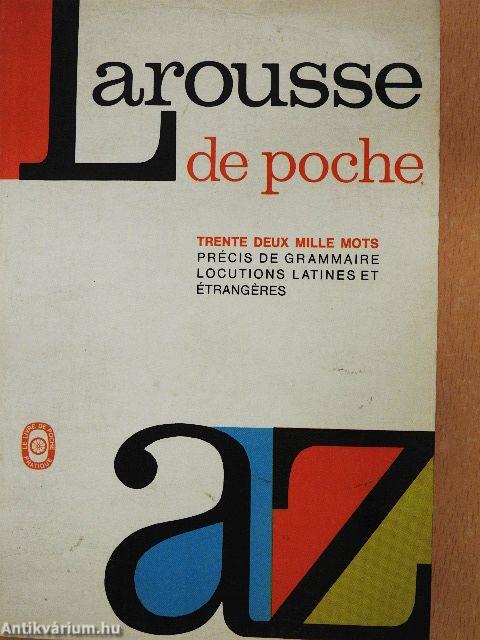 Larousse
de poche
TRENTE DEUX MILLE MOTS
PRÉCIS DE GRAMMAIRE
LOCUTIONS LATINES ET
ÉTRANGÈRES
LE LIVRE DE POCHE
PRATIQUE
az
Antikvárium.hu